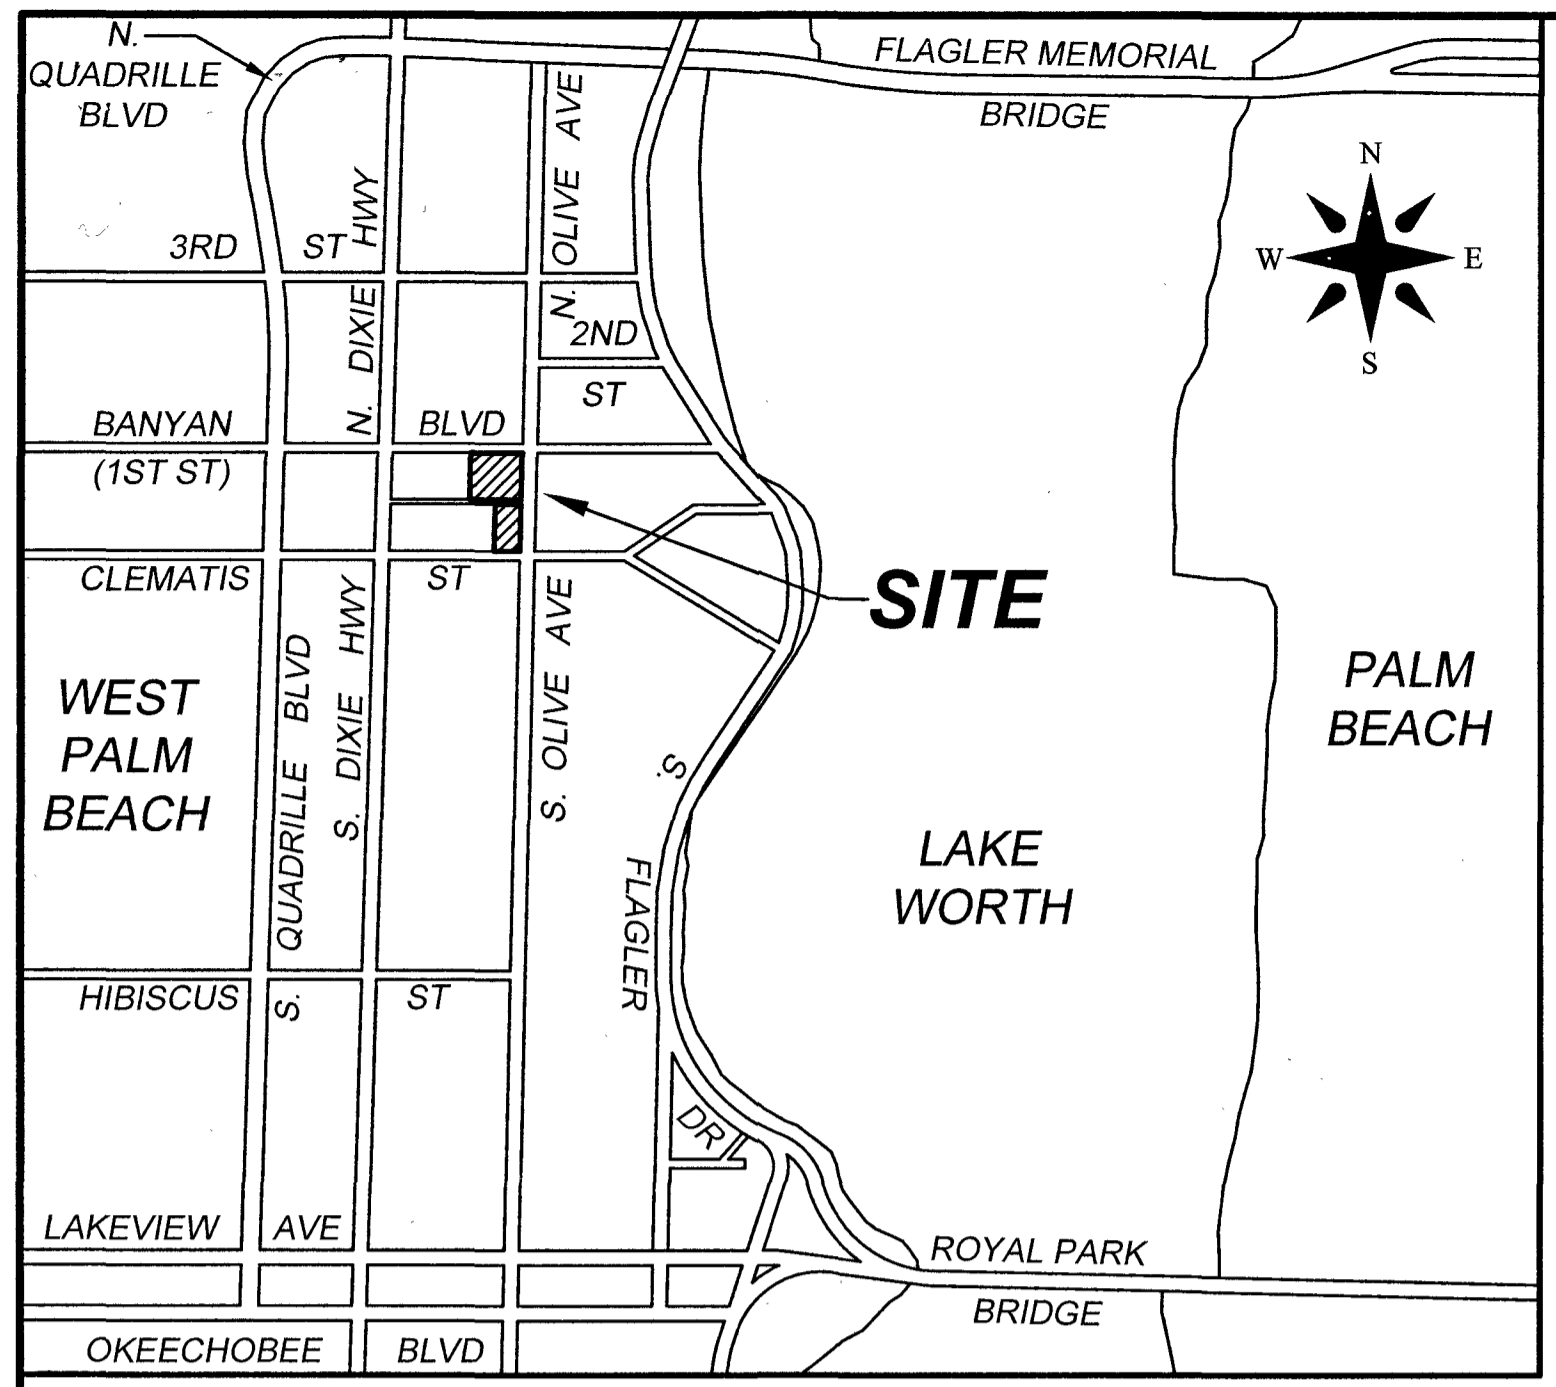 N.
QUADRILLE
BLVD
FLAGLER MEMORIAL
BRIDGE
N. OLIVE AVE
N. DIXIE HWY
3RD ST
2ND
ST
N
W E
S
BANYAN BLVD
(1ST ST)
CLEMATIS ST
SITE
WEST
PALM
BEACH
S. QUADRILLE BLVD
S. DIXIE HWY
S. OLIVE AVE
S. FLAGLER DR
LAKE
WORTH
PALM
BEACH
HIBISCUS ST
LAKEVIEW AVE
ROYAL PARK
BRIDGE
OKEECHOBEE BLVD